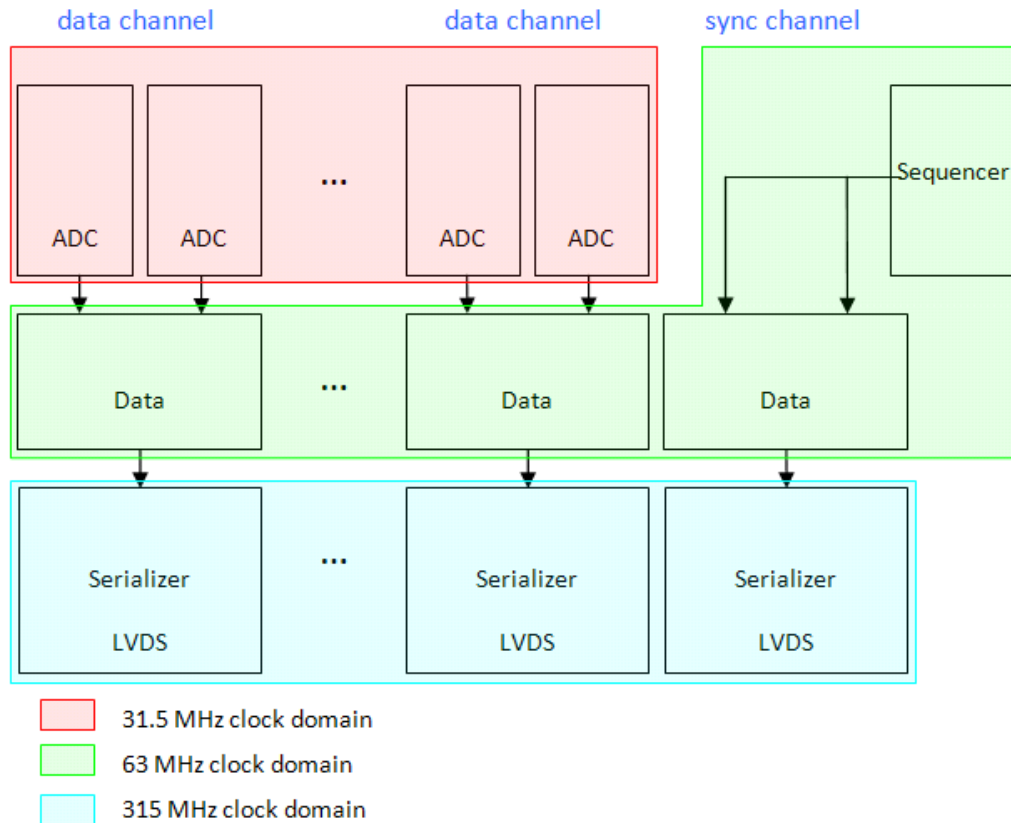 data channel
data channel
sync channel
Sequencer
...
ADC
ADC
ADC
ADC
...
Data
Data
Data
...
Serializer
LVDS
Serializer
LVDS
Serializer
LVDS
31.5 MHz clock domain
63 MHz clock domain
315 MHz clock domain